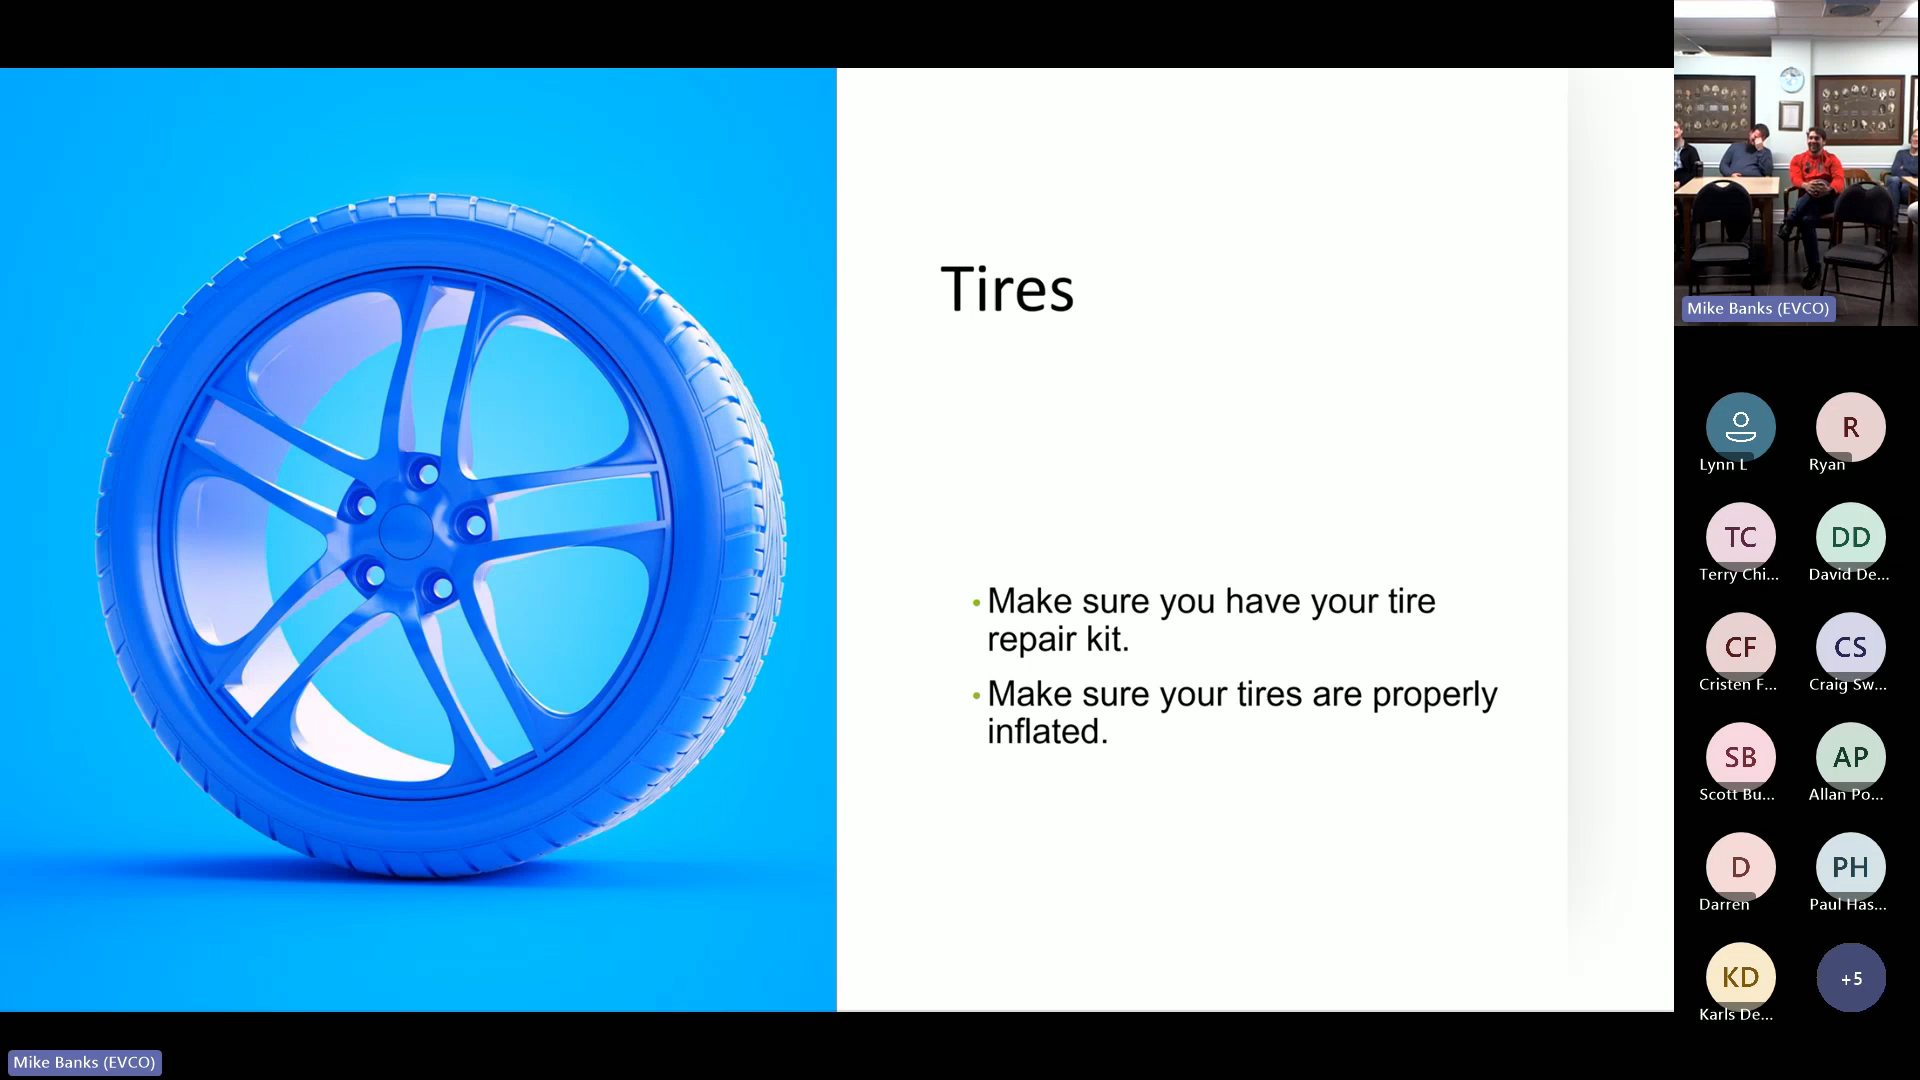 Tires
• Make sure you have your tire
repair kit.
• Make sure your tires are properly
inflated.
Mike Banks (EVCO)
Lynn L
R
Ryan
TC
Terry Chi...
DD
David De...
CF
Cristen F...
CS
Craig Sw...
SB
Scott Bu...
AP
Allan Po...
D
Darren
PH
Paul Has...
KD
Karls De...
+5
Mike Banks (EVCO)